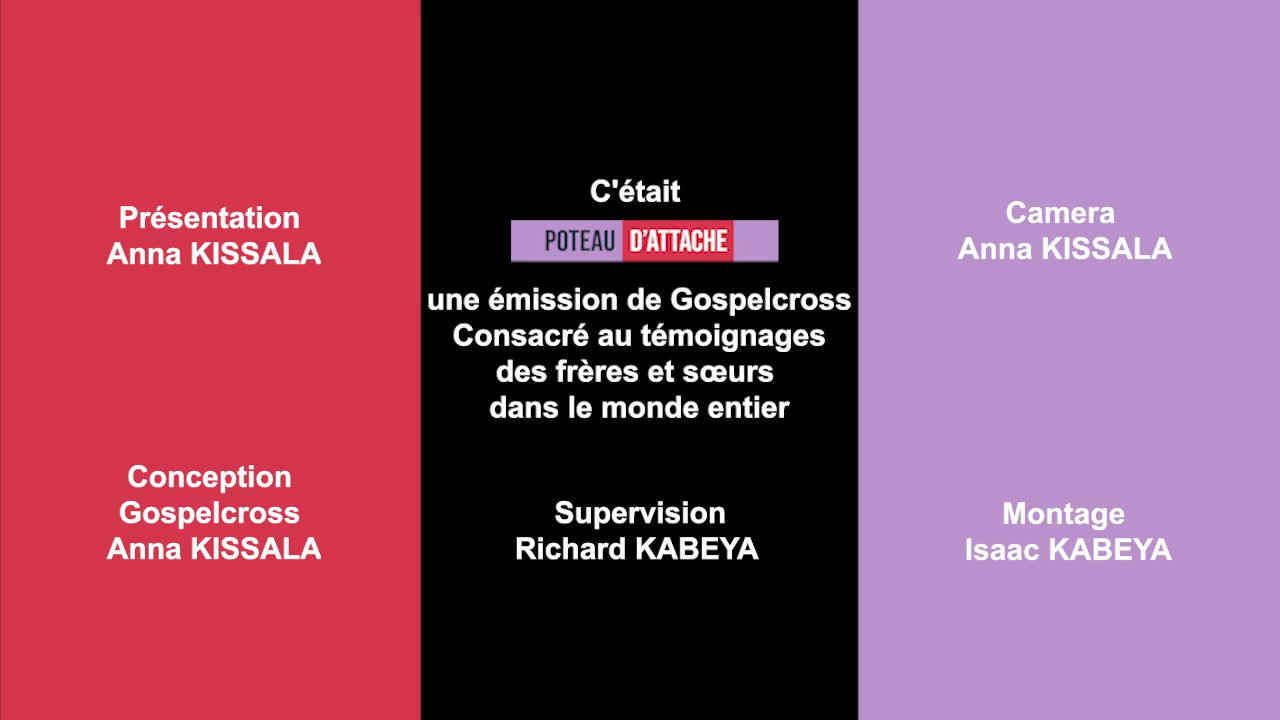 Présentation
Anna KISSALA
Conception
Gospelcross
Anna KISSALA
C'était
POTEAU D'ATTACHE
une émission de Gospelcross
Consacré au témoignages
des frères et sœurs
dans le monde entier
Supervision
Richard KABEYA
Camera
Anna KISSALA
Montage
Isaac KABEYA